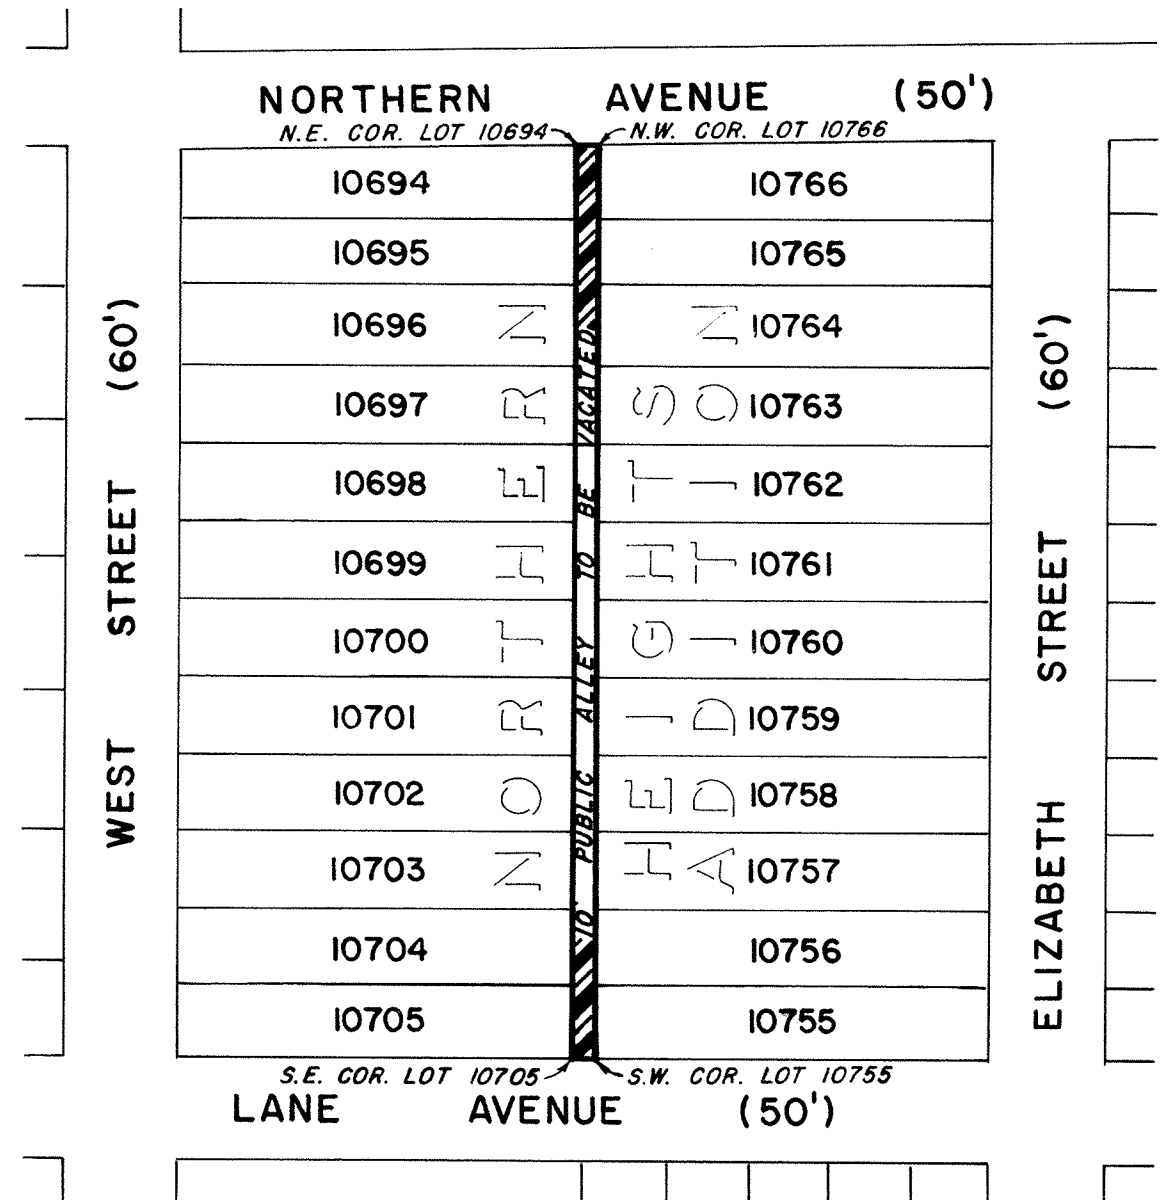 NORTHERN AVENUE (50')
N.E. COR. LOT 10694 N.W. COR. LOT 10766
10694 10766
10695 10765
10696 10764
10697 10763
10698 10762
10699 10761
10700 10760
10701 10759
10702 10758
10703 10757
10704 10756
10705 10755
WEST STREET (60')
NORTHERN
10' PUBLIC ALLEY TO BE VACATED
HEIGHTS
ADDITION
ELIZABETH STREET (60')
S.E. COR. LOT 10705 S.W. COR. LOT 10755
LANE AVENUE (50')